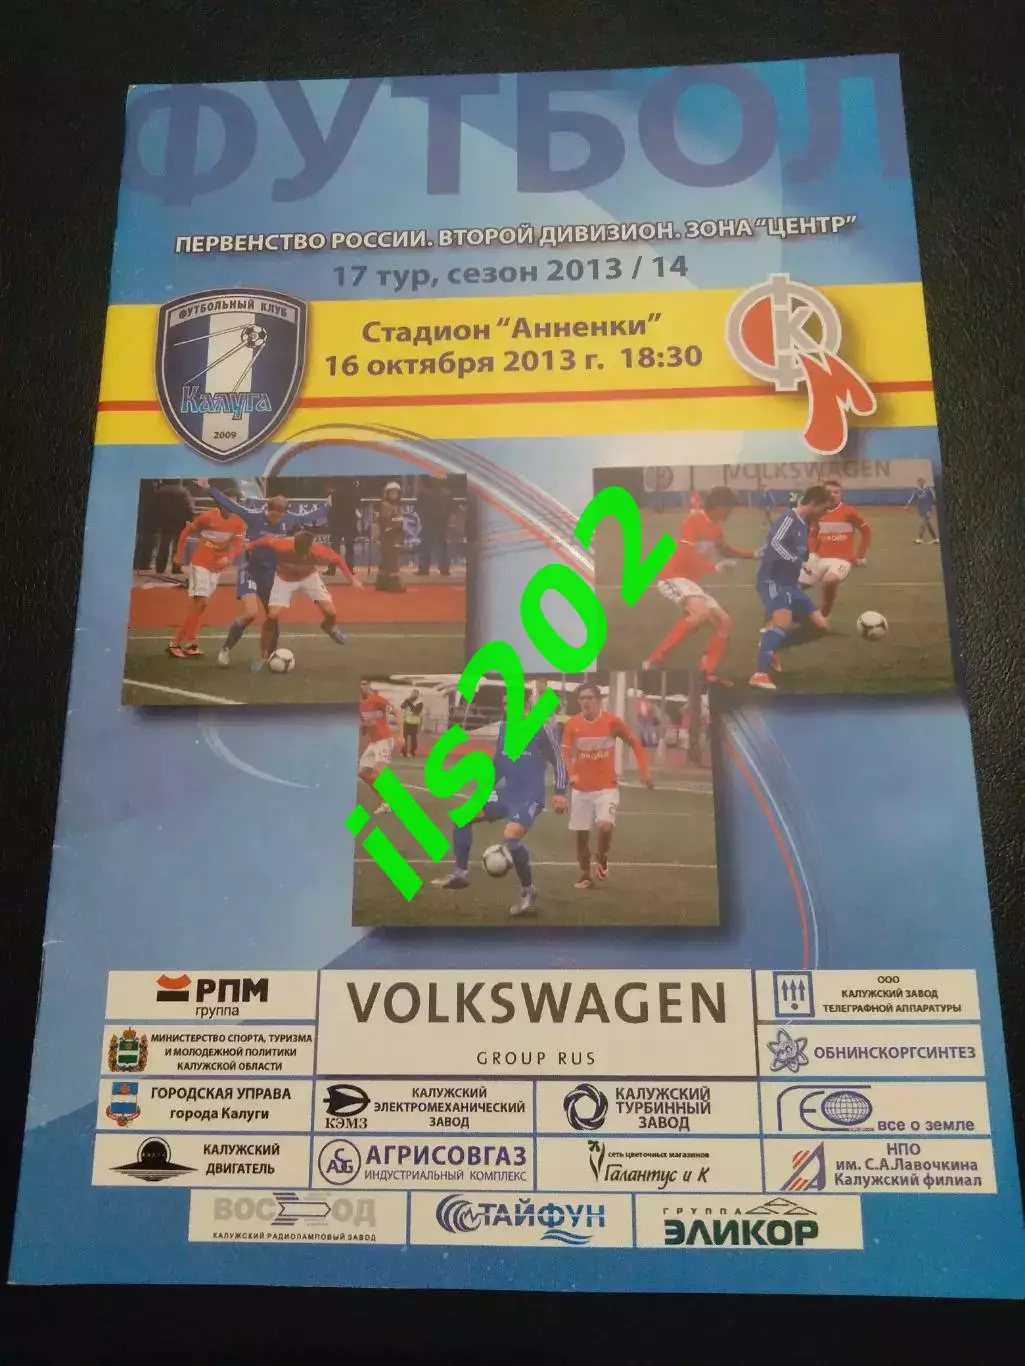 ФУТБОЛ
ПЕРВЕНСТВО РОССИИ. ВТОРОЙ ДИВИЗИОН. ЗОНА "ЦЕНТР"
17 тур, сезон 2013 / 14
ФУТБОЛЬНЫЙ КЛУБ
Калуга
2009
Стадион "Анненки"
16 октября 2013 г. 18:30
ФК
М
VOLKSWAGEN
ils202
РПМ
группа
VOLKSWAGEN
GROUP RUS
ООО
КАЛУЖСКИЙ ЗАВОД
ТЕЛЕГРАФНОЙ АППАРАТУРЫ
МИНИСТЕРСТВО СПОРТА, ТУРИЗМА
И МОЛОДЕЖНОЙ ПОЛИТИКИ
КАЛУЖСКОЙ ОБЛАСТИ
ОБНИНСКОРГСИНТЕЗ
ГОРОДСКАЯ УПРАВА
города Калуги
КЭМЗ
КАЛУЖСКИЙ
ЭЛЕКТРОМЕХАНИЧЕСКИЙ
ЗАВОД
КАЛУЖСКИЙ
ТУРБИННЫЙ
ЗАВОД
ГЕО
все о земле
КАЛУЖСКИЙ
ДВИГАТЕЛЬ
АГРИСОВГАЗ
ИНДУСТРИАЛЬНЫЙ КОМПЛЕКС
сеть цветочных магазинов
Галантус и К
НПО
им. С.А.Лавочкина
Калужский филиал
ВОСХОД
КАЛУЖСКИЙ РАДИОЛАМПОВЫЙ ЗАВОД
ТАЙФУН
ГРУППА
ЭЛИКОР